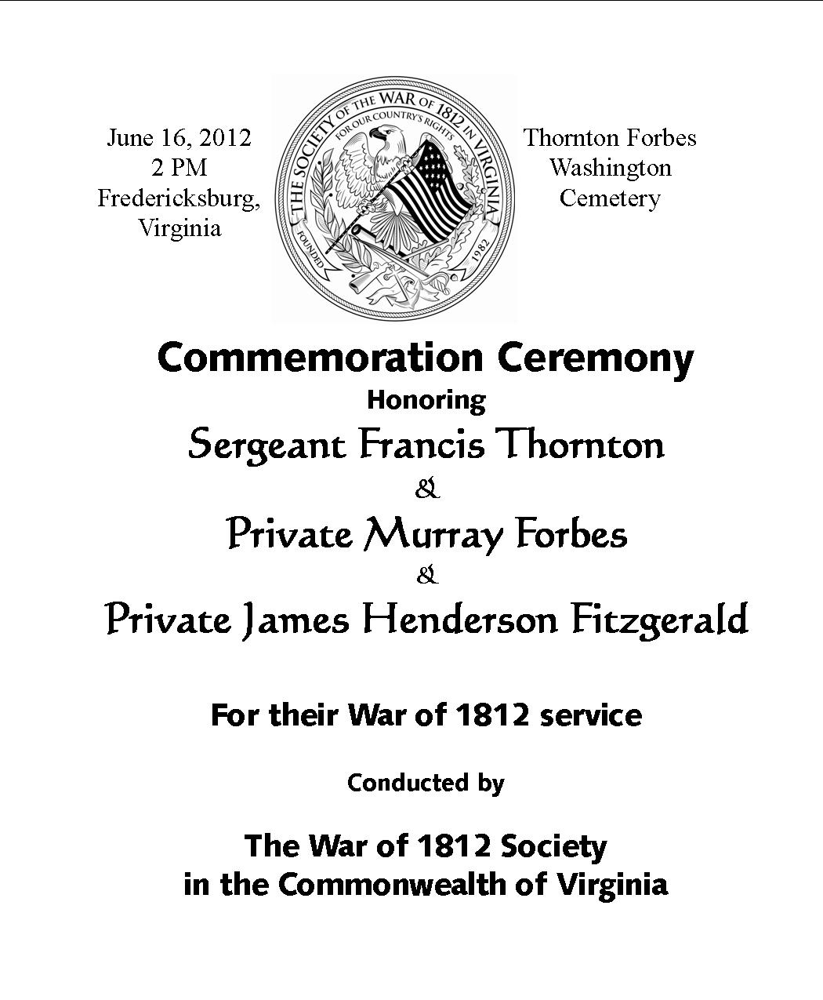 June 16, 2012
2 PM
Fredericksburg,
Virginia
THE SOCIETY OF THE WAR OF 1812 IN VIRGINIA
FOR OUR COUNTRY'S RIGHTS
FOUNDED
1982
Thornton Forbes
Washington
Cemetery
Commemoration Ceremony
Honoring
Sergeant Francis Thornton
&
Private Murray Forbes
&
Private James Henderson Fitzgerald
For their War of 1812 service
Conducted by
The War of 1812 Society
in the Commonwealth of Virginia